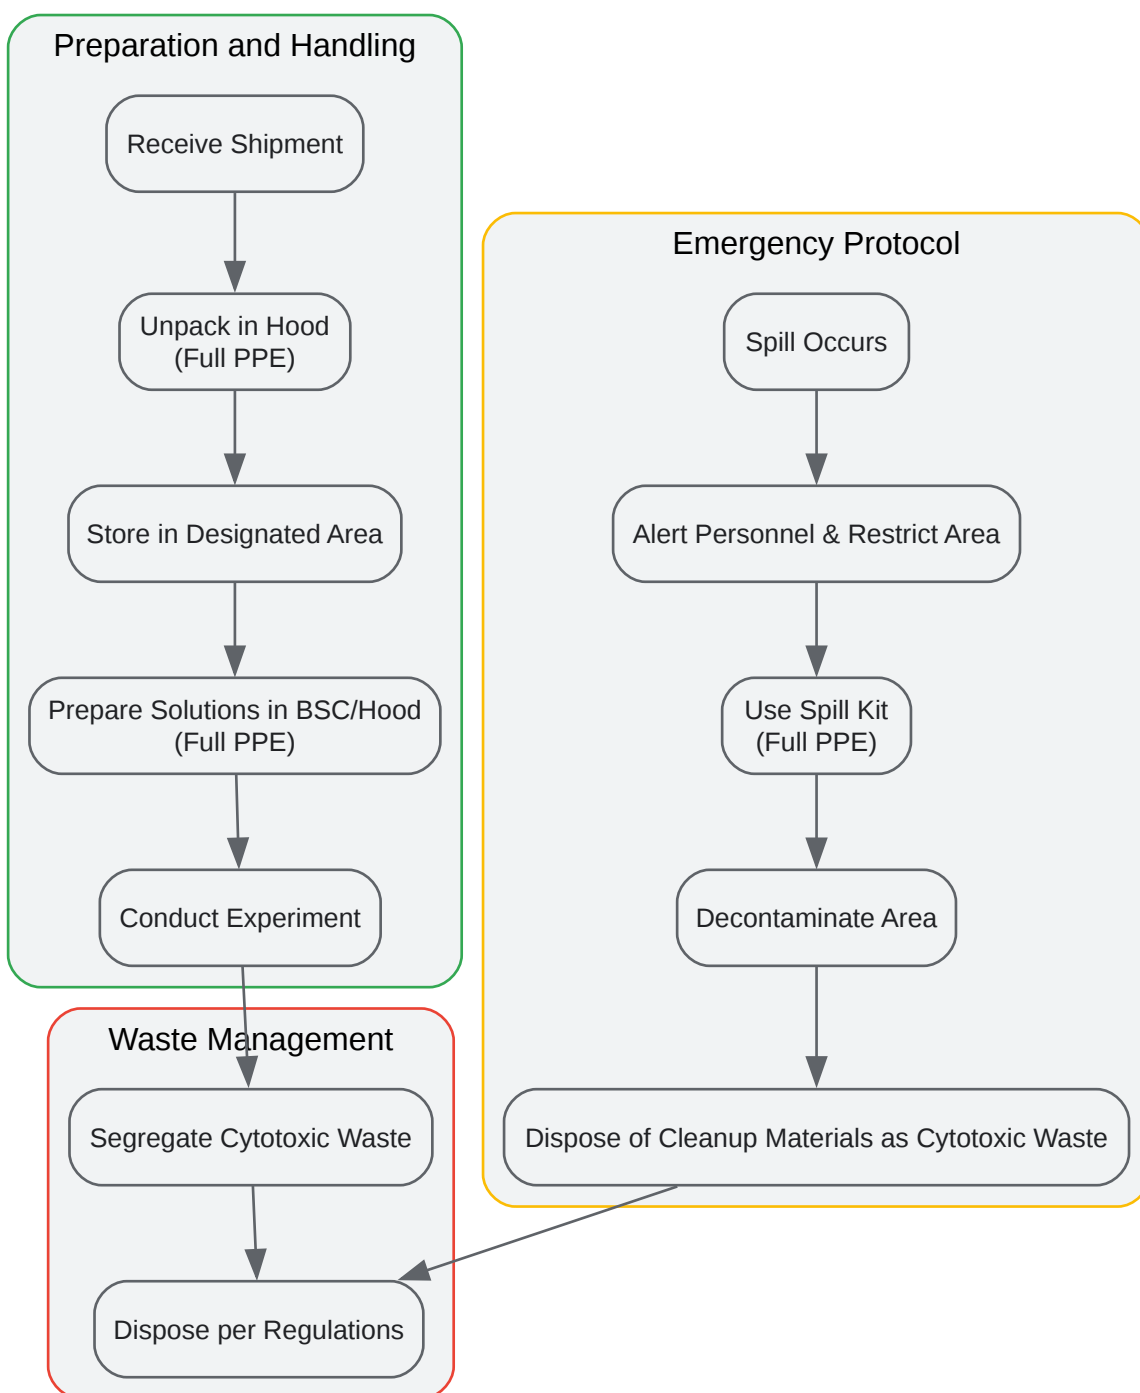 Preparation and Handling
Receive Shipment
Unpack in Hood
(Full PPE)
Store in Designated Area
Prepare Solutions in BSC/Hood
(Full PPE)
Conduct Experiment
Waste Management
Segregate Cytotoxic Waste
Dispose per Regulations
Emergency Protocol
Spill Occurs
Alert Personnel & Restrict Area
Use Spill Kit
(Full PPE)
Decontaminate Area
Dispose of Cleanup Materials as Cytotoxic Waste